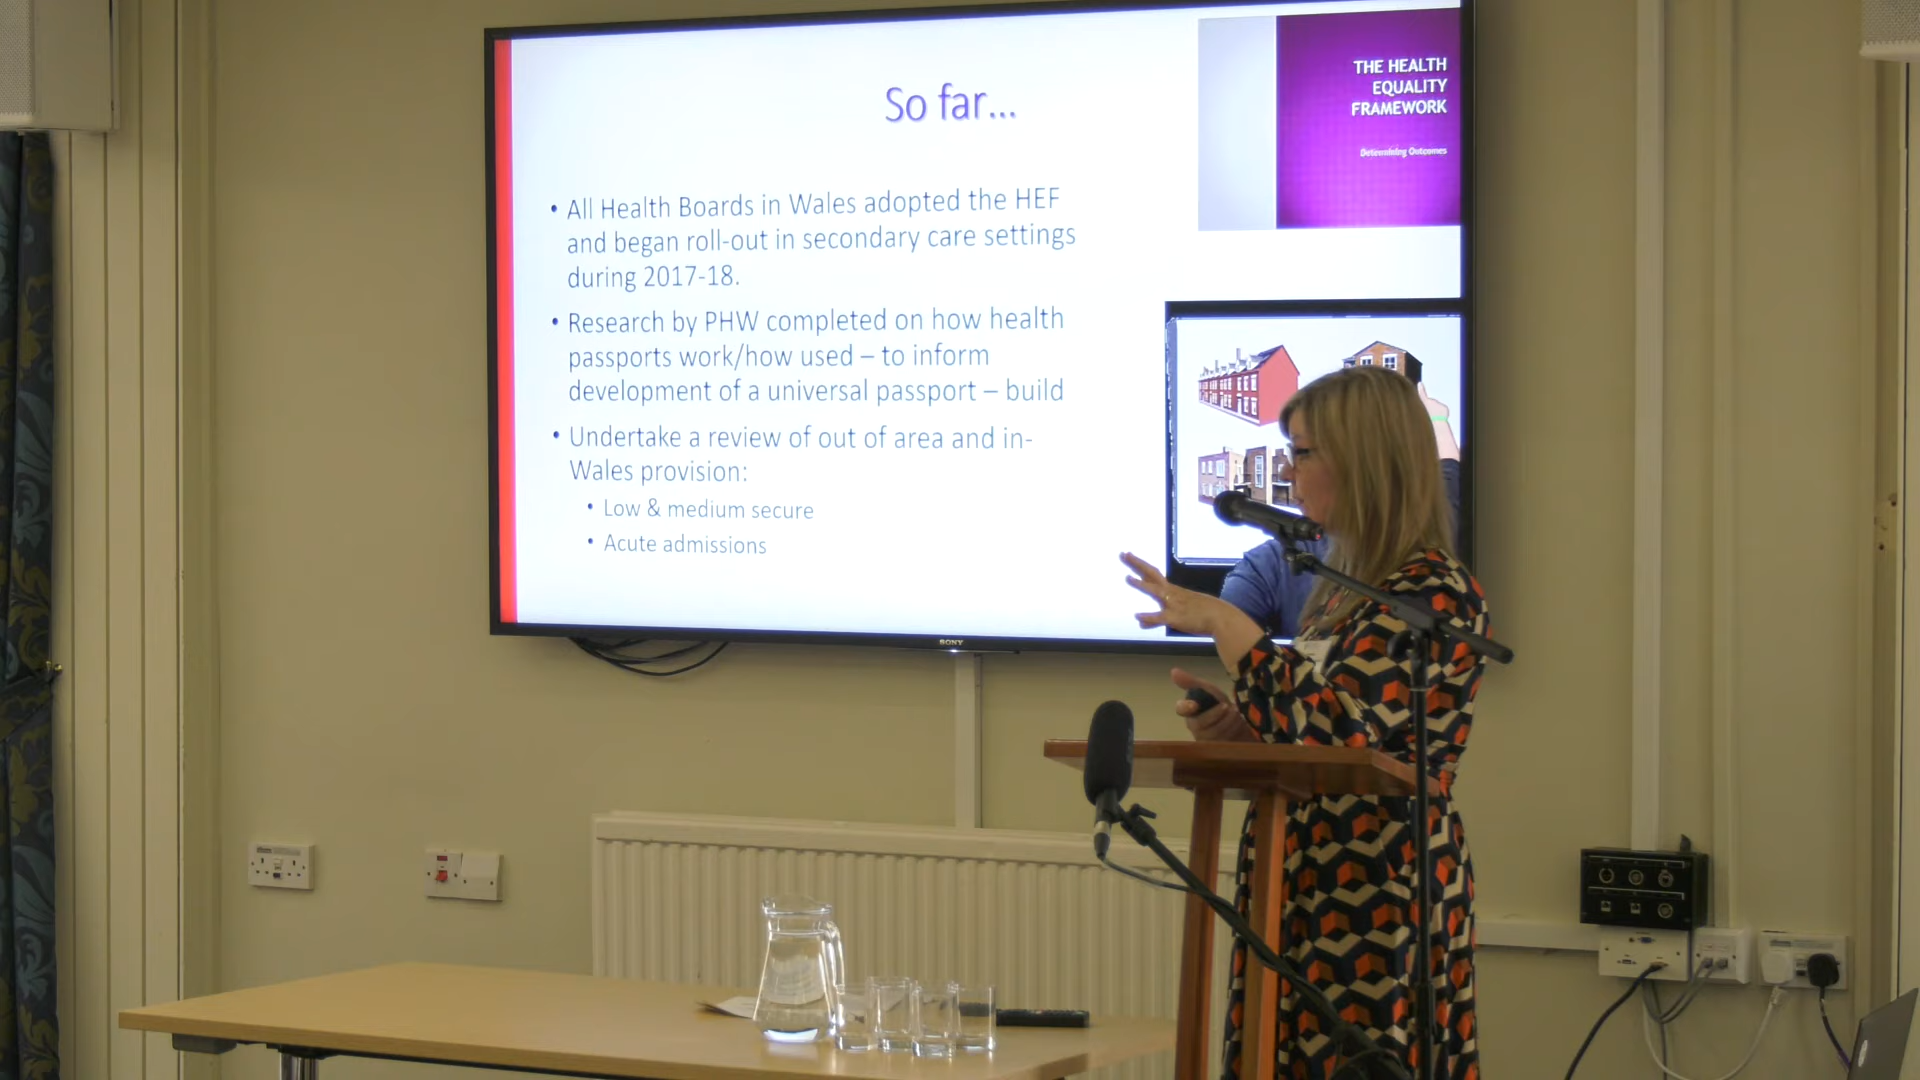 So far...
THE HEALTH
EQUALITY
FRAMEWORK
Determining Outcomes
• All Health Boards in Wales adopted the HEF
and began roll-out in secondary care settings
during 2017-18.
• Research by PHW completed on how health
passports work/how used – to inform
development of a universal passport – build
• Undertake a review of out of area and in-
Wales provision:
• Low & medium secure
• Acute admissions
SONY